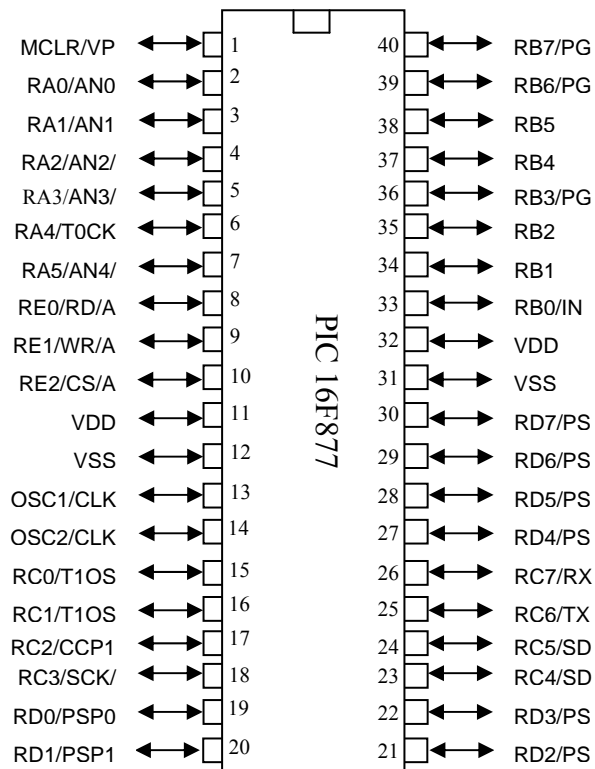 MCLR/VP 1 40 RB7/PG
RA0/AN0 2 39 RB6/PG
RA1/AN1 3 38 RB5
RA2/AN2/ 4 37 RB4
RA3/AN3/ 5 36 RB3/PG
RA4/T0CK 6 35 RB2
RA5/AN4/ 7 34 RB1
RE0/RD/A 8 33 RB0/IN
RE1/WR/A 9 32 VDD
RE2/CS/A 10 31 VSS
VDD 11 30 RD7/PS
VSS 12 29 RD6/PS
OSC1/CLK 13 28 RD5/PS
OSC2/CLK 14 27 RD4/PS
RC0/T1OS 15 26 RC7/RX
RC1/T1OS 16 25 RC6/TX
RC2/CCP1 17 24 RC5/SD
RC3/SCK/ 18 23 RC4/SD
RD0/PSP0 19 22 RD3/PS
RD1/PSP1 20 21 RD2/PS
PIC 16F877